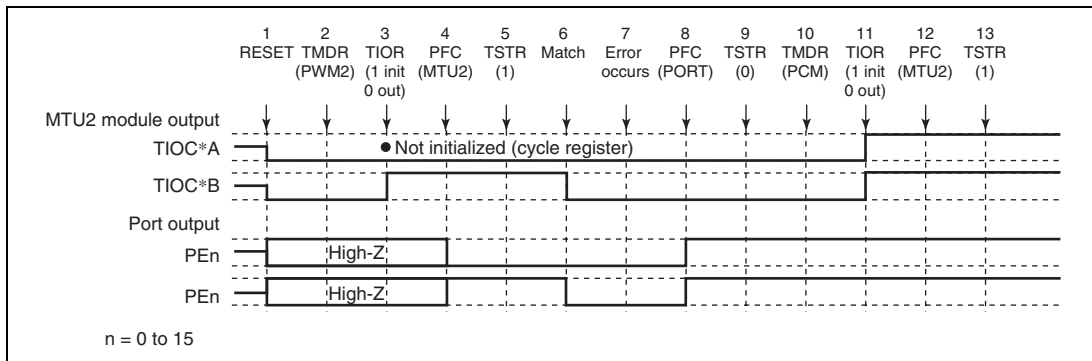 1 2 3 4 5 6 7 8 9 10 11 12 13
RESET TMDR TIOR PFC TSTR Match Error PFC TSTR TMDR TIOR PFC TSTR
(PWM2) (1 init (MTU2) (1) occurs (PORT) (0) (PCM) (1 init (MTU2) (1)
0 out) 0 out)
MTU2 module output
TIOC*A
• Not initialized (cycle register)
TIOC*B
Port output
PEn
High-Z
PEn
High-Z
n = 0 to 15